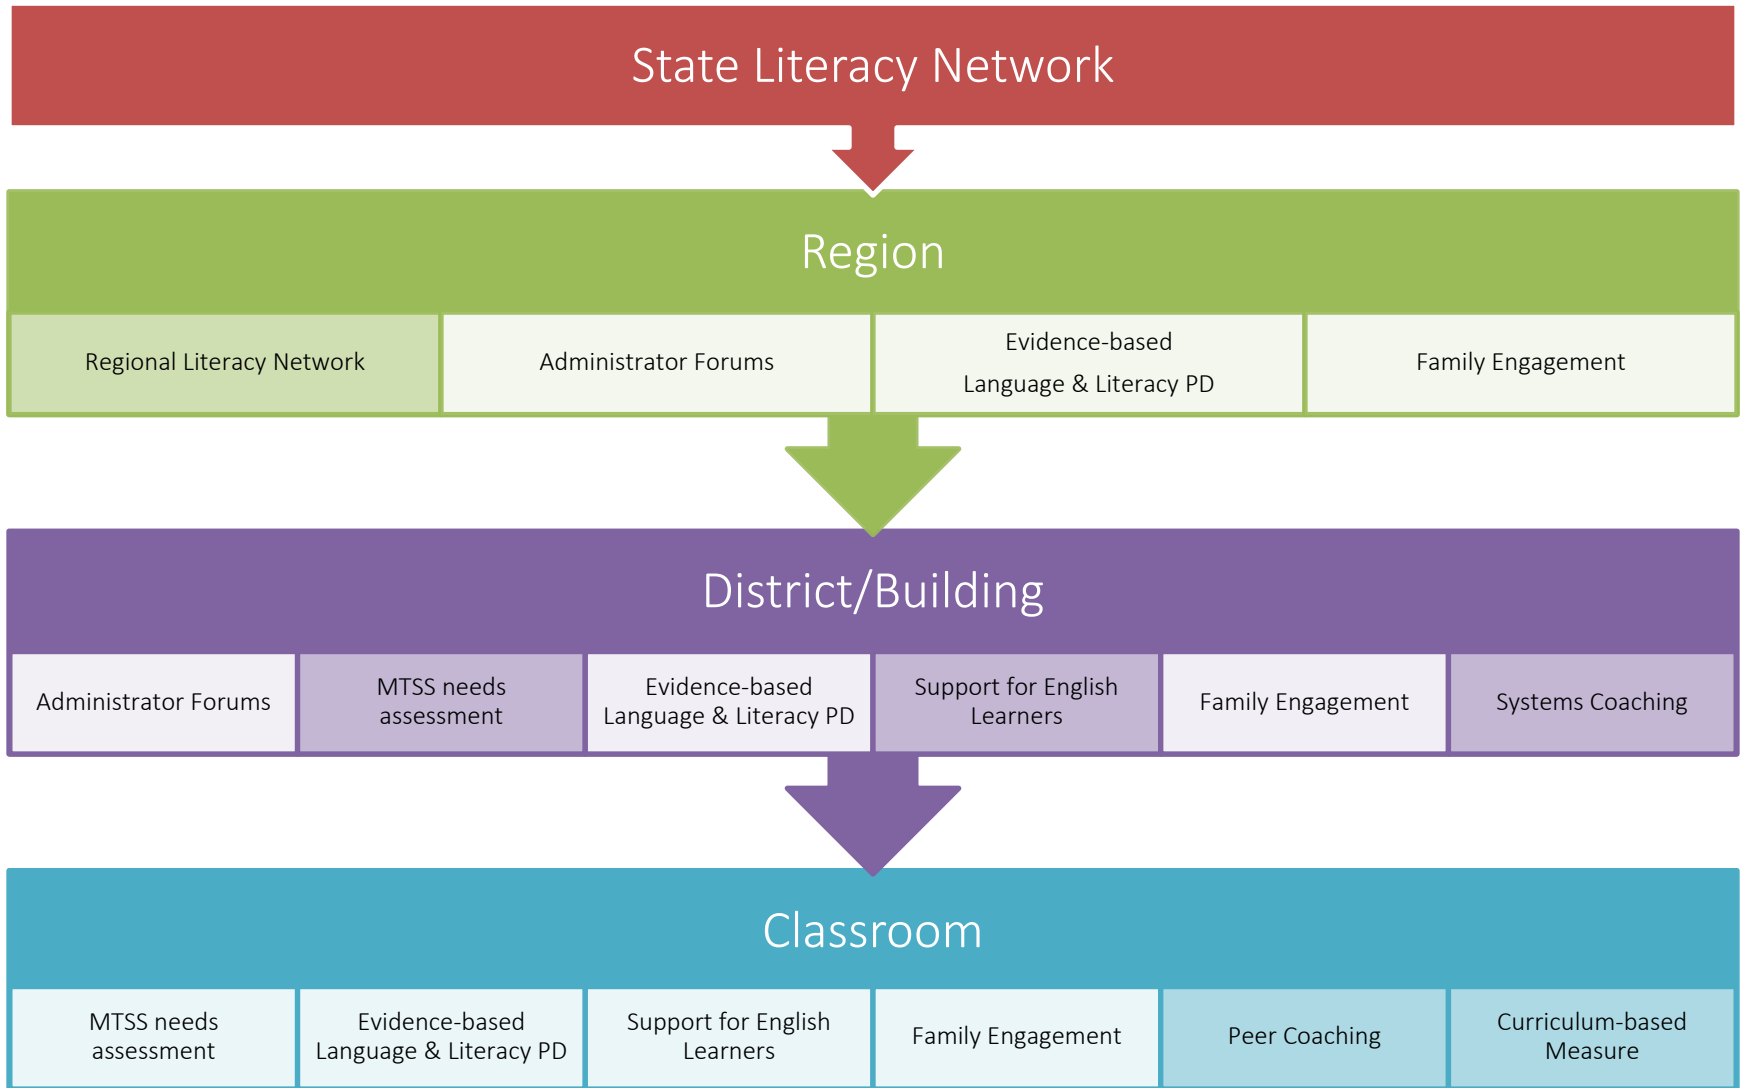 State Literacy Network
Region
Regional Literacy Network
Administrator Forums
Evidence-based
Language & Literacy PD
Family Engagement
District/Building
Administrator Forums
MTSS needs
assessment
Evidence-based
Language & Literacy PD
Support for English
Learners
Family Engagement
Systems Coaching
Classroom
MTSS needs
assessment
Evidence-based
Language & Literacy PD
Support for English
Learners
Family Engagement
Peer Coaching
Curriculum-based
Measure